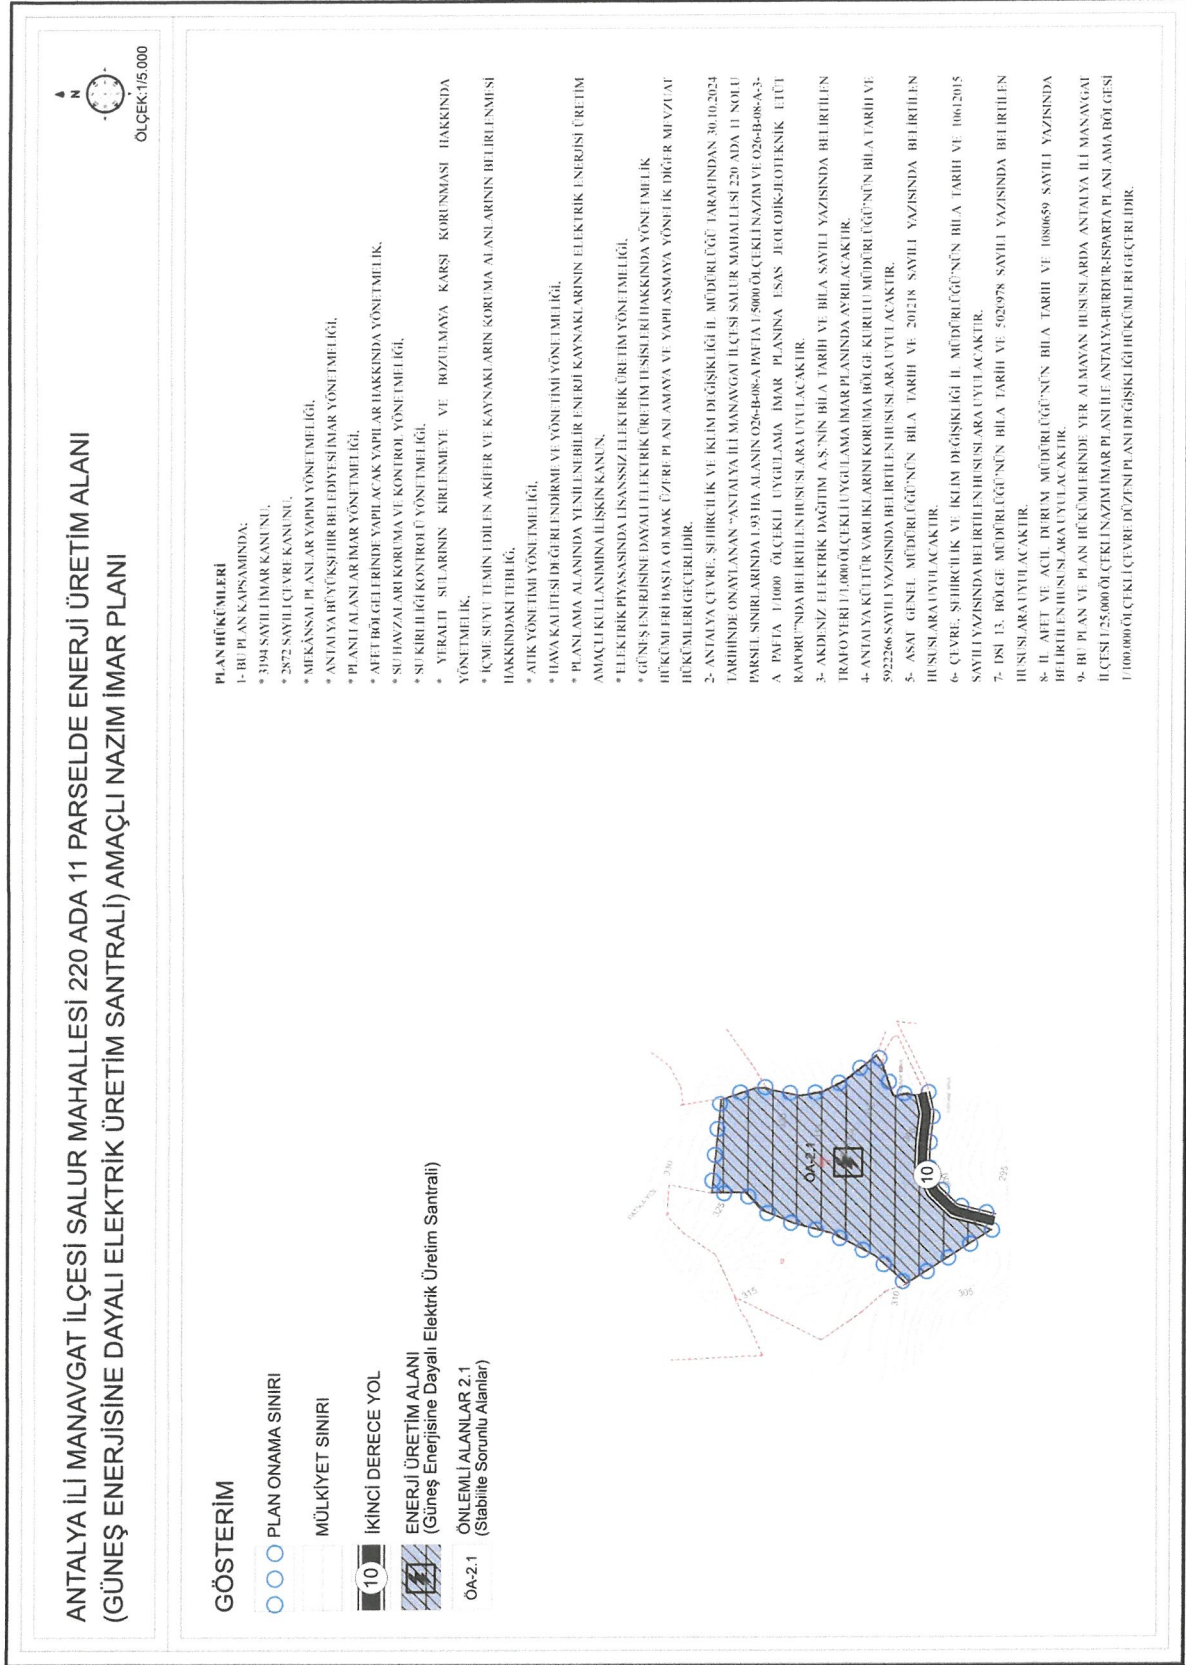 ANTALYA İLİ MANAVGAT İLÇESİ SALUR MAHALLESİ 220 ADA 11 PARSELDE ENERJİ ÜRETİM ALANI
(GÜNEŞ ENERJİSİNE DAYALI ELEKTRİK ÜRETİM SANTRALİ) AMAÇLI NAZIM İMAR PLANI
N
ÖLÇEK:1/5.000
GÖSTERİM
PLAN ONAMA SINIRI
MÜLKİYET SINIRI
10 İKİNCİ DERECE YOL
ENERJİ ÜRETİM ALANI
(Güneş Enerjisine Dayalı Elektrik Üretim Santrali)
ÖA-2.1 ÖNLEMLİ ALANLAR 2.1
(Stabilite Sorunlu Alanlar)
330
325
315
ÖA-2.1
310
10
305
295
PLAN HÜKÜMLERİ
1- BU PLAN KAPSAMINDA;
* 3194 SAYILI İMAR KANUNU,
* 2872 SAYILI ÇEVRE KANUNU,
* MEKÂNSAL PLANLAR YAPIM YÖNETMELİĞİ,
* ANTALYA BÜYÜKŞEHİR BELEDİYESİ İMAR YÖNETMELİĞİ,
* PLANLI ALANLAR İMAR YÖNETMELİĞİ,
* AFET BÖLGELERİNDE YAPILACAK YAPILAR HAKKINDA YÖNETMELİK,
* SU HAVZALARI KORUMA VE KONTROL YÖNETMELİĞİ,
* SU KİRLİLİĞİ KONTROLÜ YÖNETMELİĞİ,
* YERALTI SULARININ KİRLENMEYE VE BOZULMAYA KARŞI KORUNMASI HAKKINDA
YÖNETMELİK,
* İÇME SUYU TEMİN EDİLEN AKİFER VE KAYNAKLARIN KORUMA ALANLARININ BELİRLENMESİ
HAKKINDAKİ TEBLİĞ,
* ATIK YÖNETİMİ YÖNETMELİĞİ,
* HAVA KALİTESİ DEĞERLENDİRME VE YÖNETİMİ YÖNETMELİĞİ,
* PLANLAMA ALANINDA YENİLENEBİLİR ENERJİ KAYNAKLARININ ELEKTRİK ENERJİSİ ÜRETİM
AMAÇLI KULLANIMINA İLİŞKİN KANUN,
* ELEKTRİK PİYASASINDA LİSANSSIZ ELEKTRİK ÜRETİM YÖNETMELİĞİ,
* GÜNEŞ ENERJİSİNE DAYALI ELEKTRİK ÜRETİM TESİSLERİ HAKKINDA YÖNETMELİK
HÜKÜMLERİ BAŞTA OLMAK ÜZERE PLANLAMAYA VE YAPILAŞMAYA YÖNELİK DİĞER MEVZUAT
HÜKÜMLERİ GEÇERLİDİR.
2- ANTALYA ÇEVRE, ŞEHİRCİLİK VE İKLİM DEĞİŞİKLİĞİ İL MÜDÜRLÜĞÜ TARAFINDAN 30.10.2024
TARİHİNDE ONAYLANAN "ANTALYA İLİ MANAVGAT İLÇESİ SALUR MAHALLESİ 220 ADA 11 NOLU
PARSEL SINIRLARINDA 1.93 HA ALANIN O26-B-08-A PAFTA 1/5000 ÖLÇEKLİ NAZIM VE O26-B-08-A-3-
A PAFTA 1/1000 ÖLÇEKLİ UYGULAMA İMAR PLANINA ESAS JEOLOJİK-JEOTEKNİK ETÜT
RAPORU"NDA BELİRTİLEN HUSUSLARA UYULACAKTIR.
3- AKDENİZ ELEKTRİK DAĞITIM A.Ş.'NİN BİLA TARİH VE BİLA SAYILI YAZISINDA BELİRTİLEN
TRAFO YERİ 1/1.000 ÖLÇEKLİ UYGULAMA İMAR PLANINDA AYRILACAKTIR.
4- ANTALYA KÜLTÜR VARLIKLARINI KORUMA BÖLGE KURULU MÜDÜRLÜĞÜ'NÜN BİLA TARİH VE
5922266 SAYILI YAZISINDA BELİRTİLEN HUSUSLARA UYULACAKTIR.
5- ASAT GENEL MÜDÜRLÜĞÜ'NÜN BİLA TARİH VE 201218 SAYILI YAZISINDA BELİRTİLEN
HUSUSLARA UYULACAKTIR.
6- ÇEVRE, ŞEHİRCİLİK VE İKLİM DEĞİŞİKLİĞİ İL MÜDÜRLÜĞÜ'NÜN BİLA TARİH VE 10612015
SAYILI YAZISINDA BELİRTİLEN HUSUSLARA UYULACAKTIR.
7- DSİ 13. BÖLGE MÜDÜRLÜĞÜ'NÜN BİLA TARİH VE 5020978 SAYILI YAZISINDA BELİRTİLEN
HUSUSLARA UYULACAKTIR.
8- İL AFET VE ACİL DURUM MÜDÜRLÜĞÜ'NÜN BİLA TARİH VE 1080659 SAYILI YAZISINDA
BELİRTİLEN HUSUSLARA UYULACAKTIR.
9- BU PLAN VE PLAN HÜKÜMLERİNDE YER ALMAYAN HUSUSLARDA ANTALYA İLİ MANAVGAT
İLÇESİ 1/25.000 ÖLÇEKLİ NAZIM İMAR PLANI İLE ANTALYA-BURDUR-ISPARTA PLANLAMA BÖLGESİ
1/100.000 ÖLÇEKLİ ÇEVRE DÜZENİ PLANI DEĞİŞİKLİĞİ HÜKÜMLERİ GEÇERLİDİR.